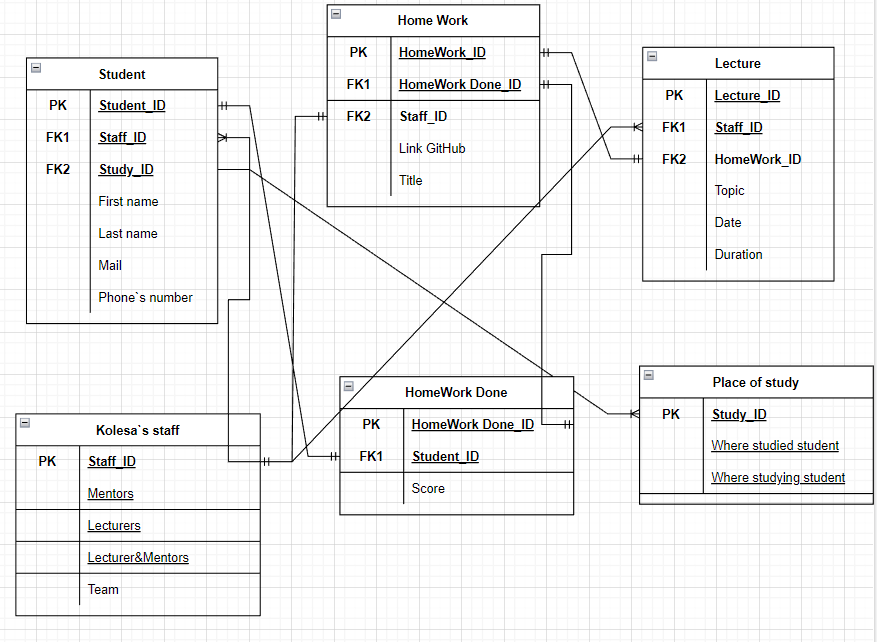 Home Work
PK HomeWork_ID
FK1 HomeWork Done_ID
FK2 Staff_ID
Link GitHub
Title
Student
PK Student_ID
FK1 Staff_ID
FK2 Study_ID
First name
Last name
Mail
Phone`s number
Lecture
PK Lecture_ID
FK1 Staff_ID
FK2 HomeWork_ID
Topic
Date
Duration
Kolesa`s staff
PK Staff_ID
Mentors
Lecturers
Lecturer&Mentors
Team
HomeWork Done
PK HomeWork Done_ID
FK1 Student_ID
Score
Place of study
PK Study_ID
Where studied student
Where studying student